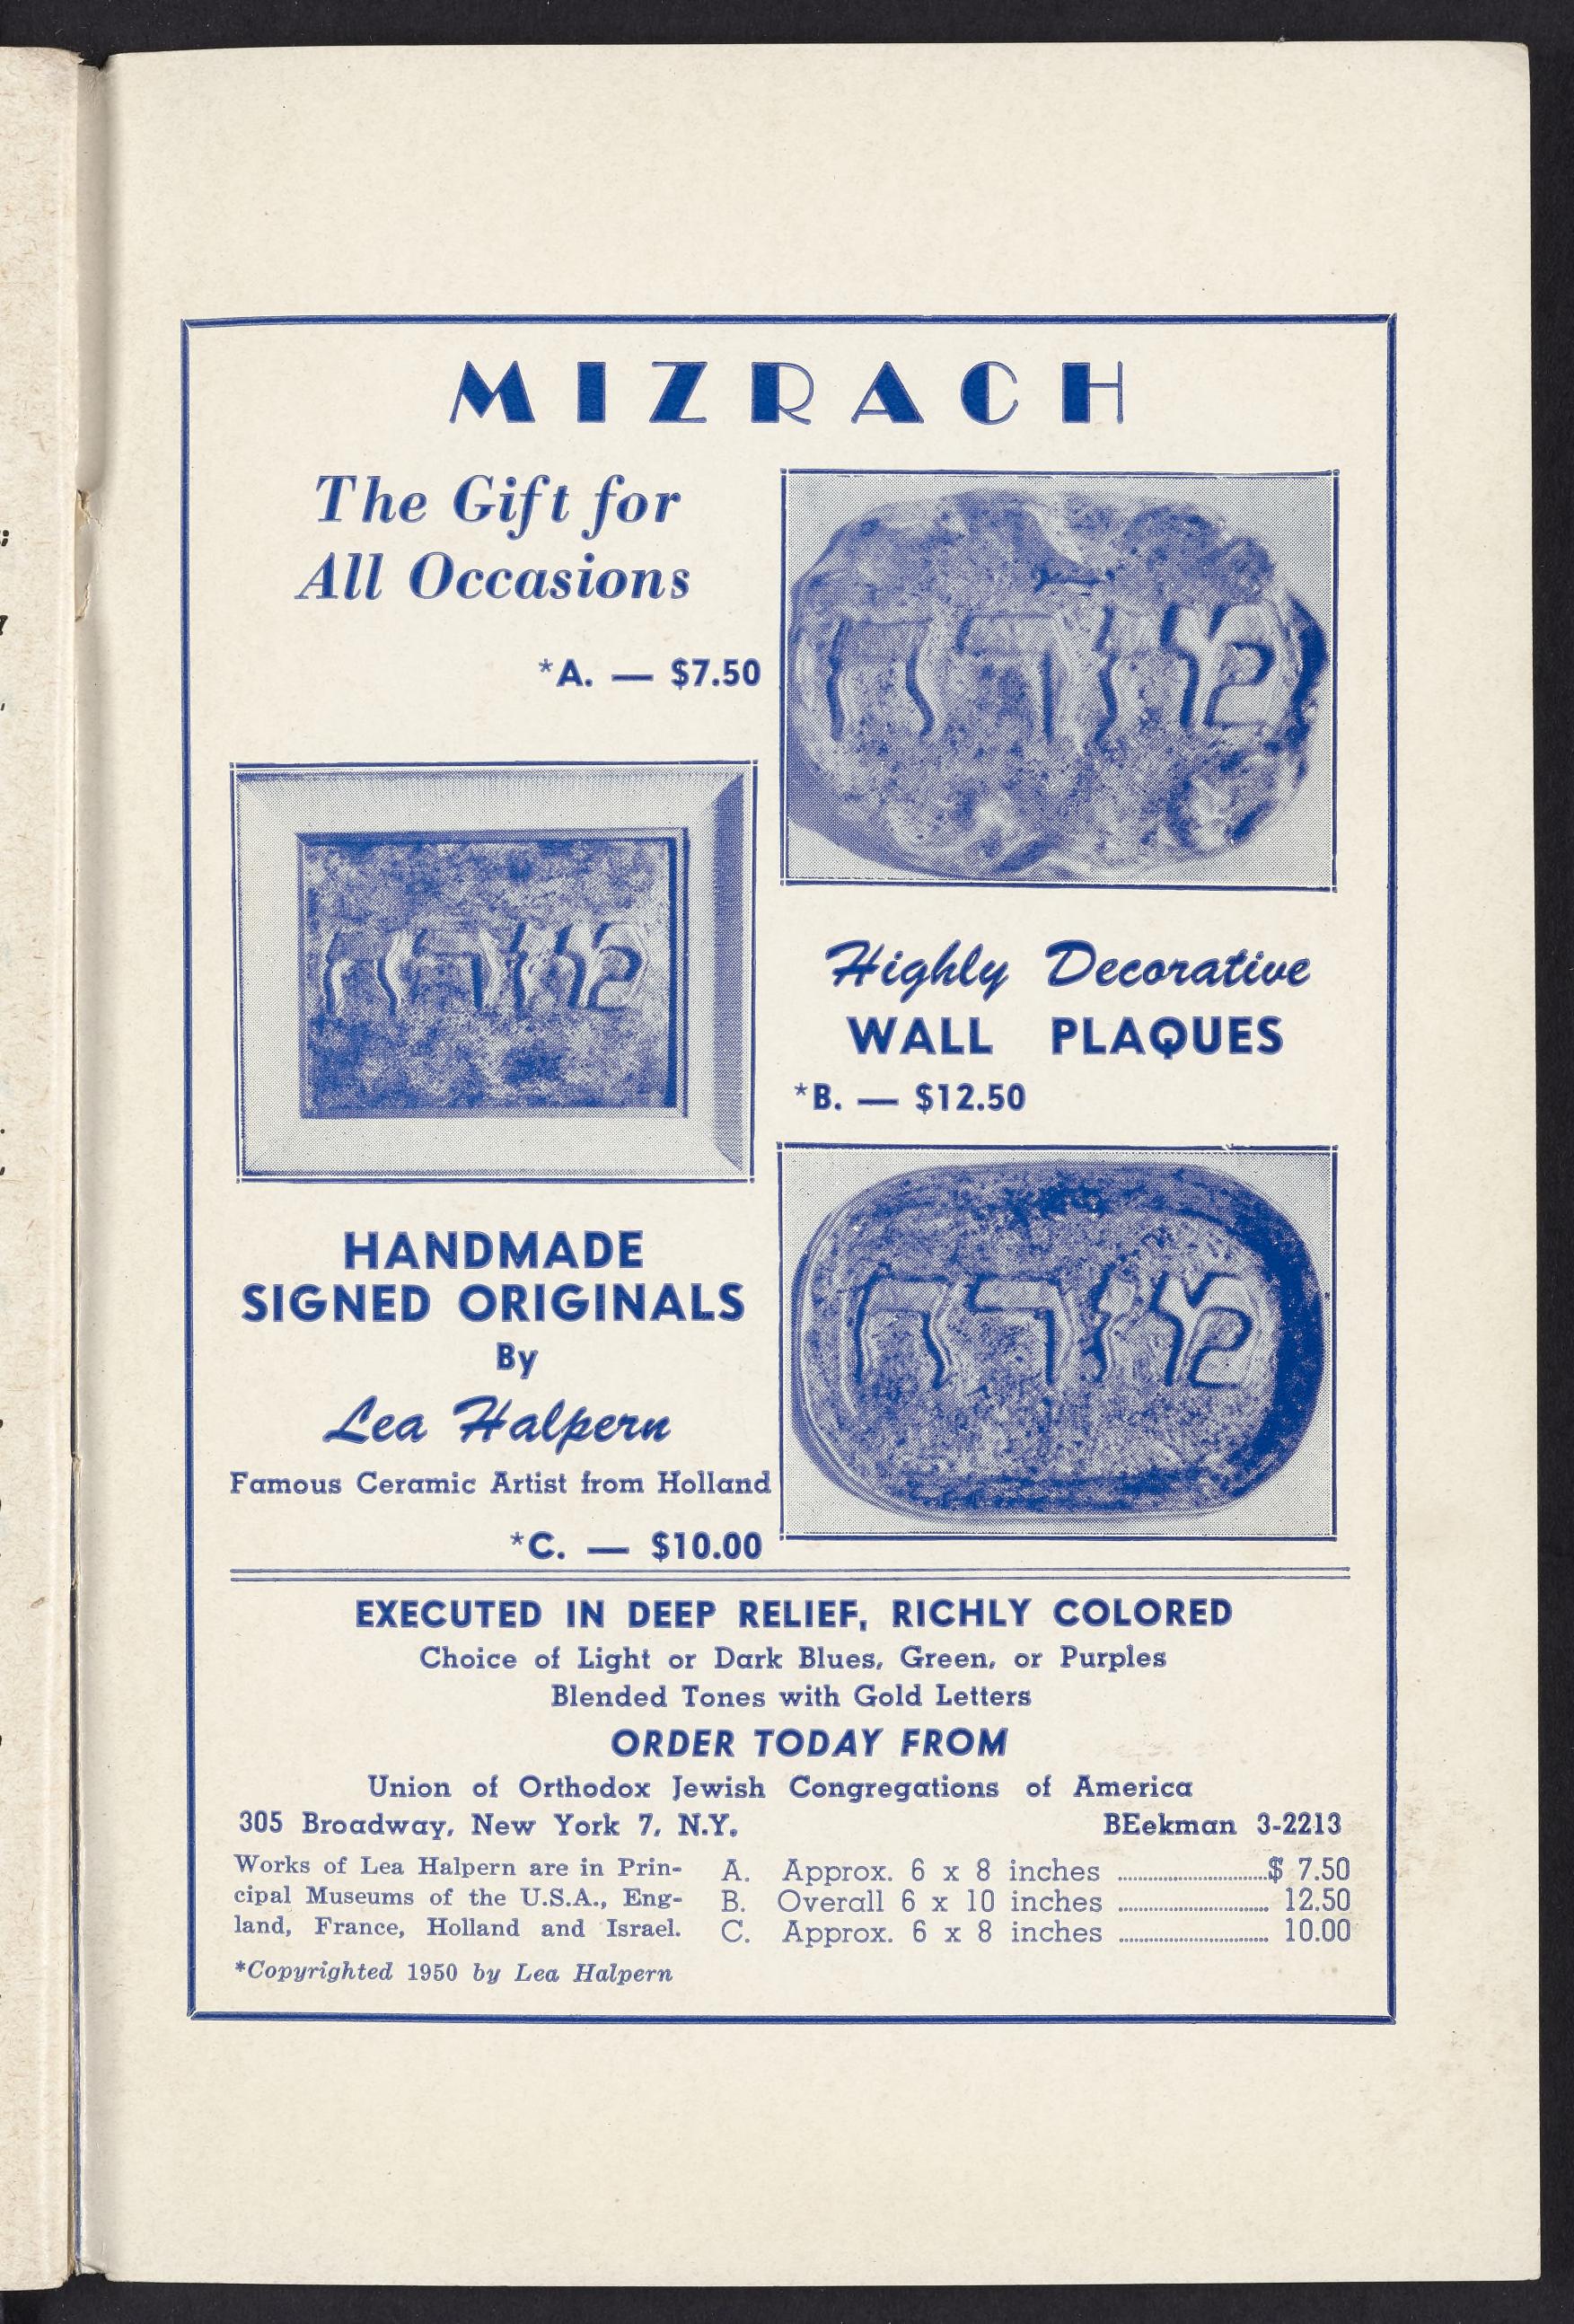 MIZRACH
The Gift for
All Occasions
*A. — $7.50
מזרח
מזרח
Highly Decorative
WALL PLAQUES
*B. — $12.50
HANDMADE
SIGNED ORIGINALS
By
Lea Halpern
Famous Ceramic Artist from Holland
*C. — $10.00
מזרח
EXECUTED IN DEEP RELIEF, RICHLY COLORED
Choice of Light or Dark Blues, Green, or Purples
Blended Tones with Gold Letters
ORDER TODAY FROM
Union of Orthodox Jewish Congregations of America
305 Broadway, New York 7, N.Y. BEekman 3-2213
Works of Lea Halpern are in Prin-
cipal Museums of the U.S.A., Eng-
land, France, Holland and Israel.
*Copyrighted 1950 by Lea Halpern
A. Approx. 6 x 8 inches ........................ $ 7.50
B. Overall 6 x 10 inches ........................ 12.50
C. Approx. 6 x 8 inches ........................ 10.00